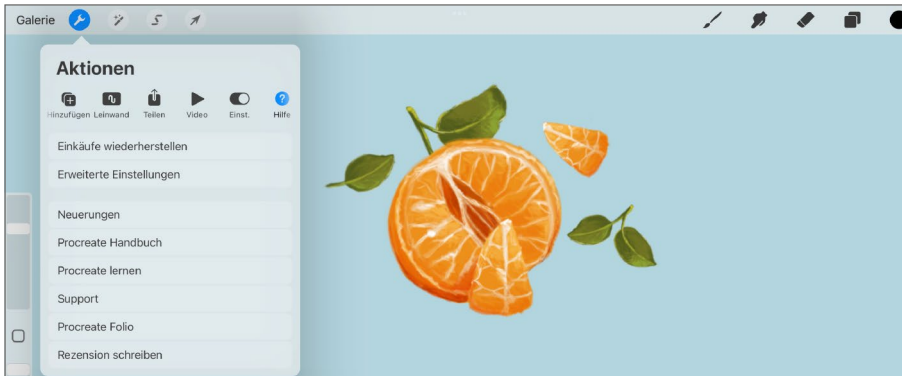 Galerie
Aktionen
Hinzufügen Leinwand Teilen Video Einst. Hilfe
Einkäufe wiederherstellen
Erweiterte Einstellungen
Neuerungen
Procreate Handbuch
Procreate lernen
Support
Procreate Folio
Rezension schreiben